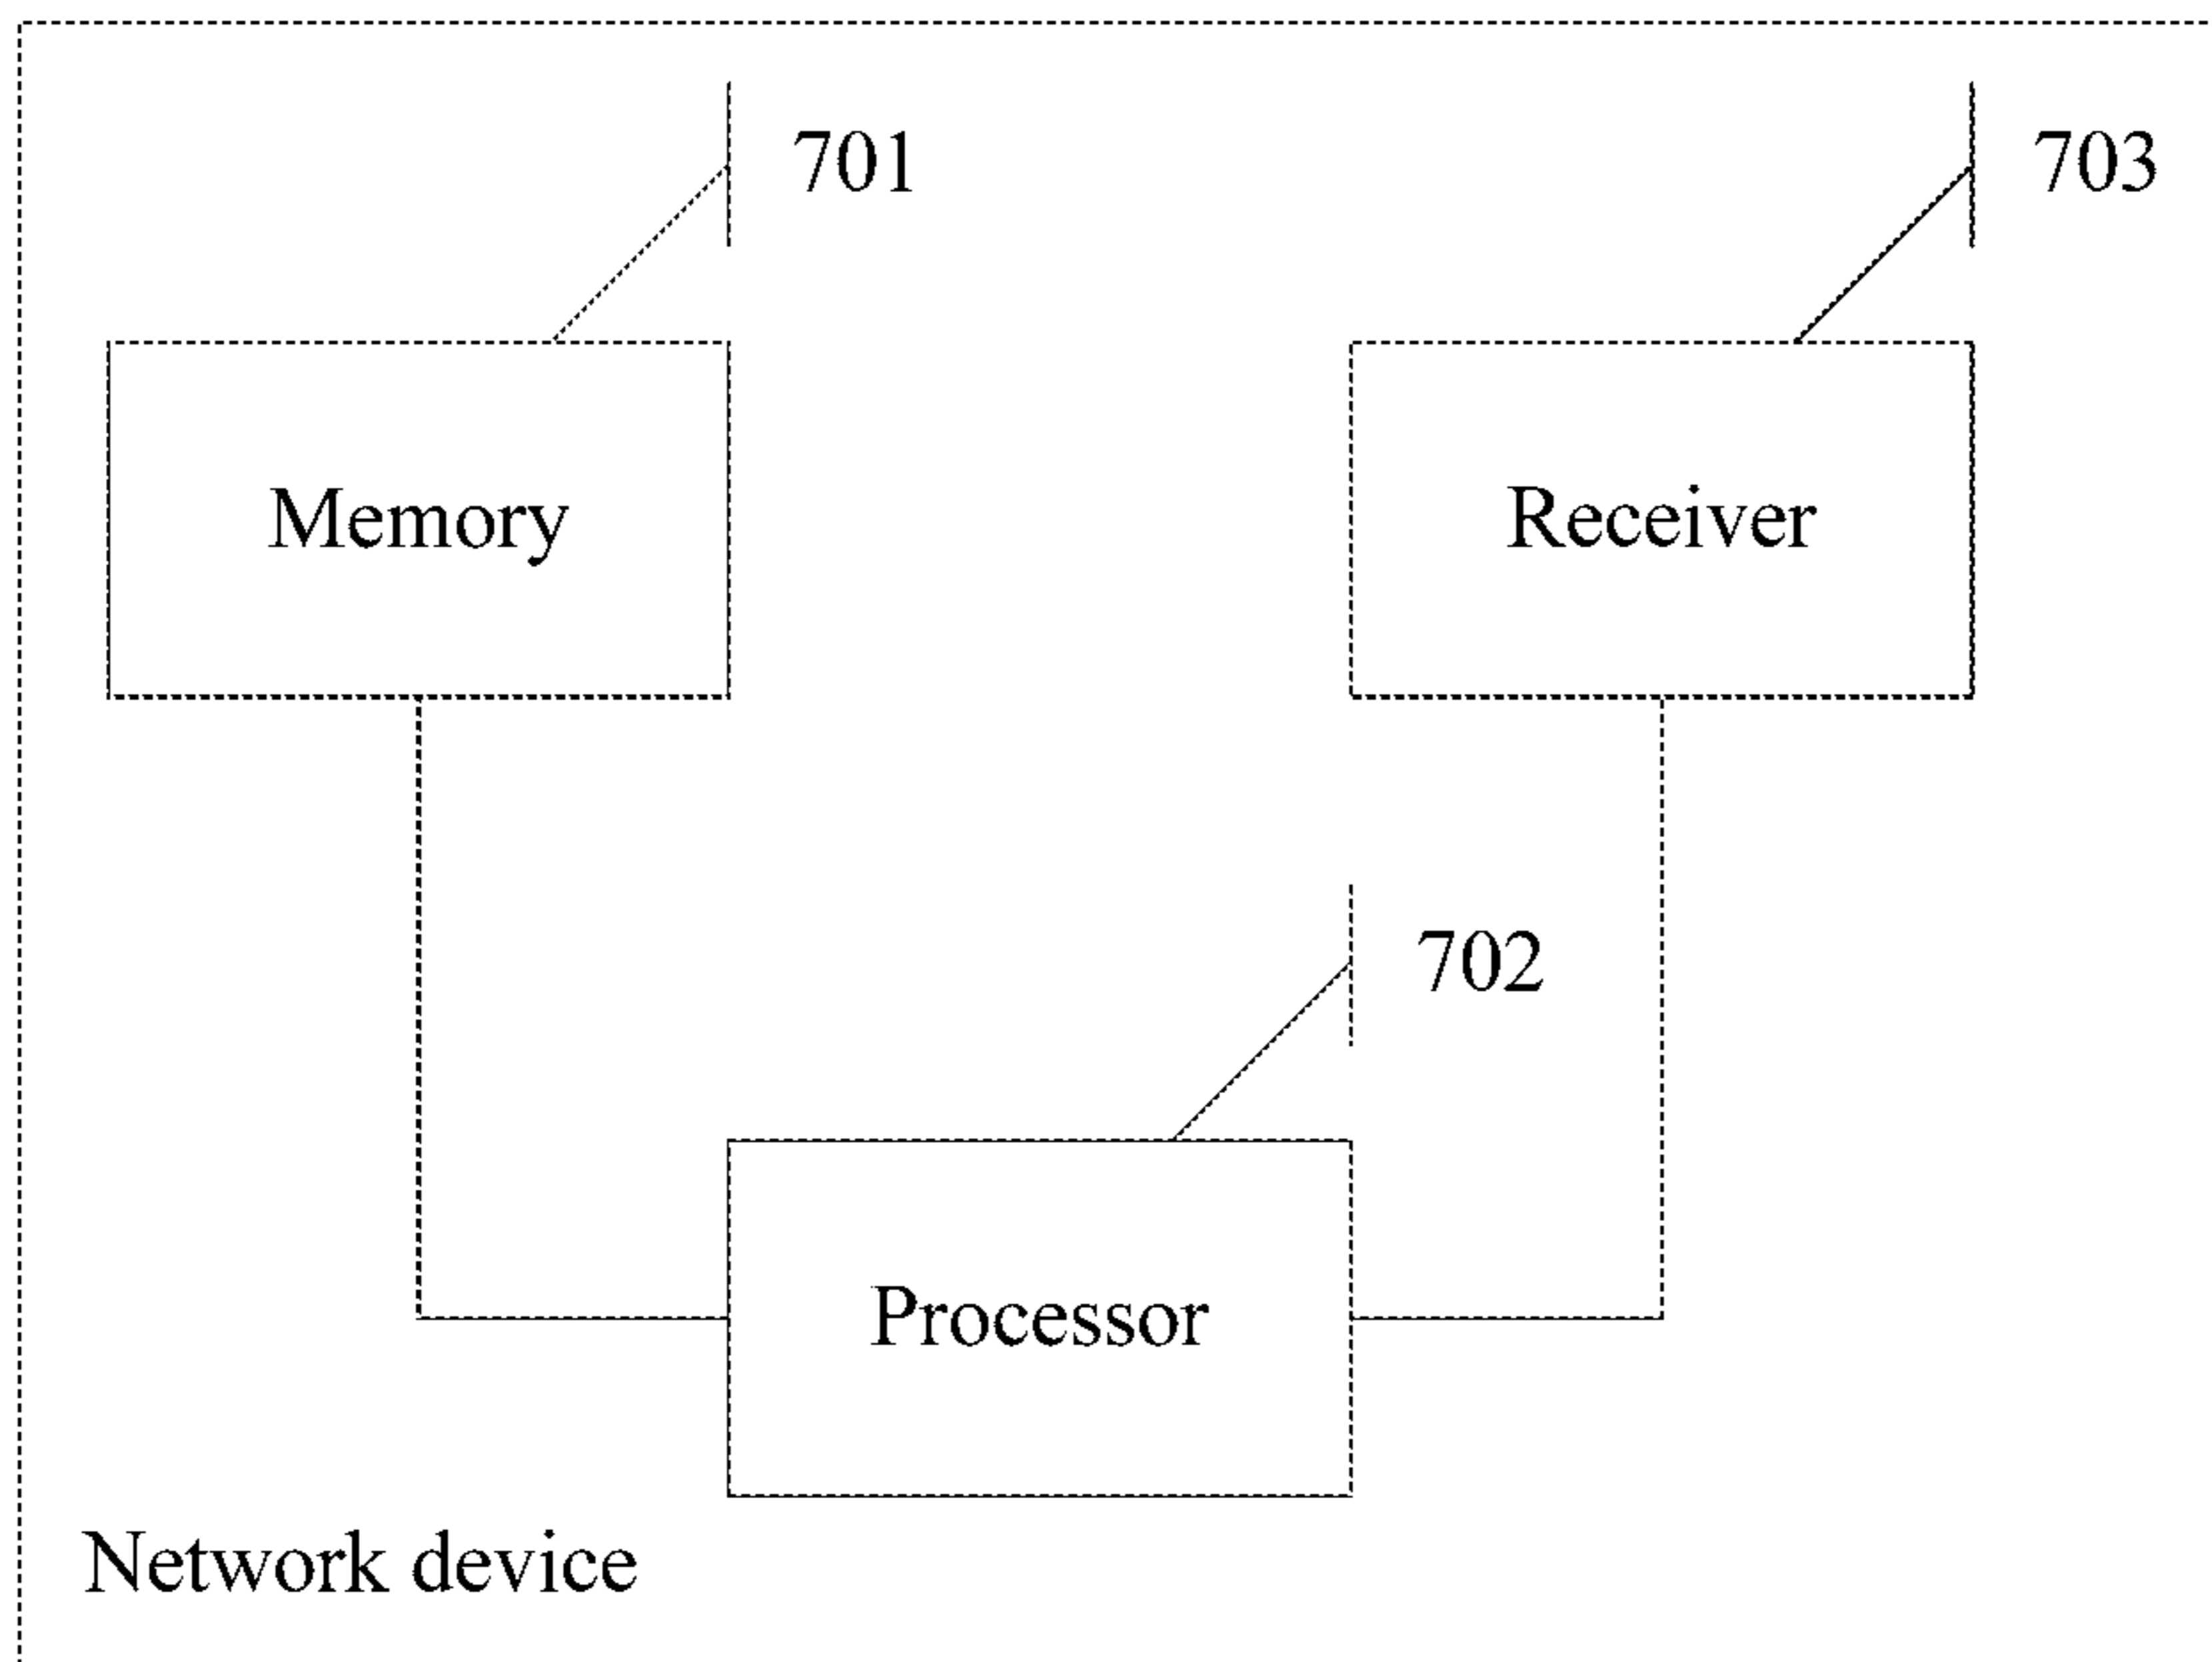 701
703
Memory
Receiver
702
Processor
Network device